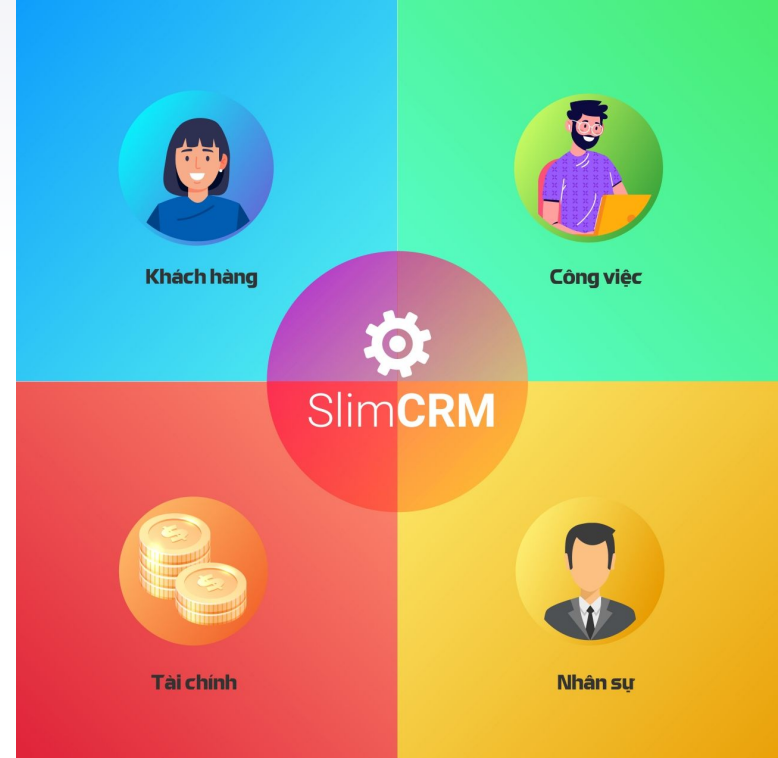 Khách hàng
Công việc
SlimCRM
Tài chính
Nhân sự